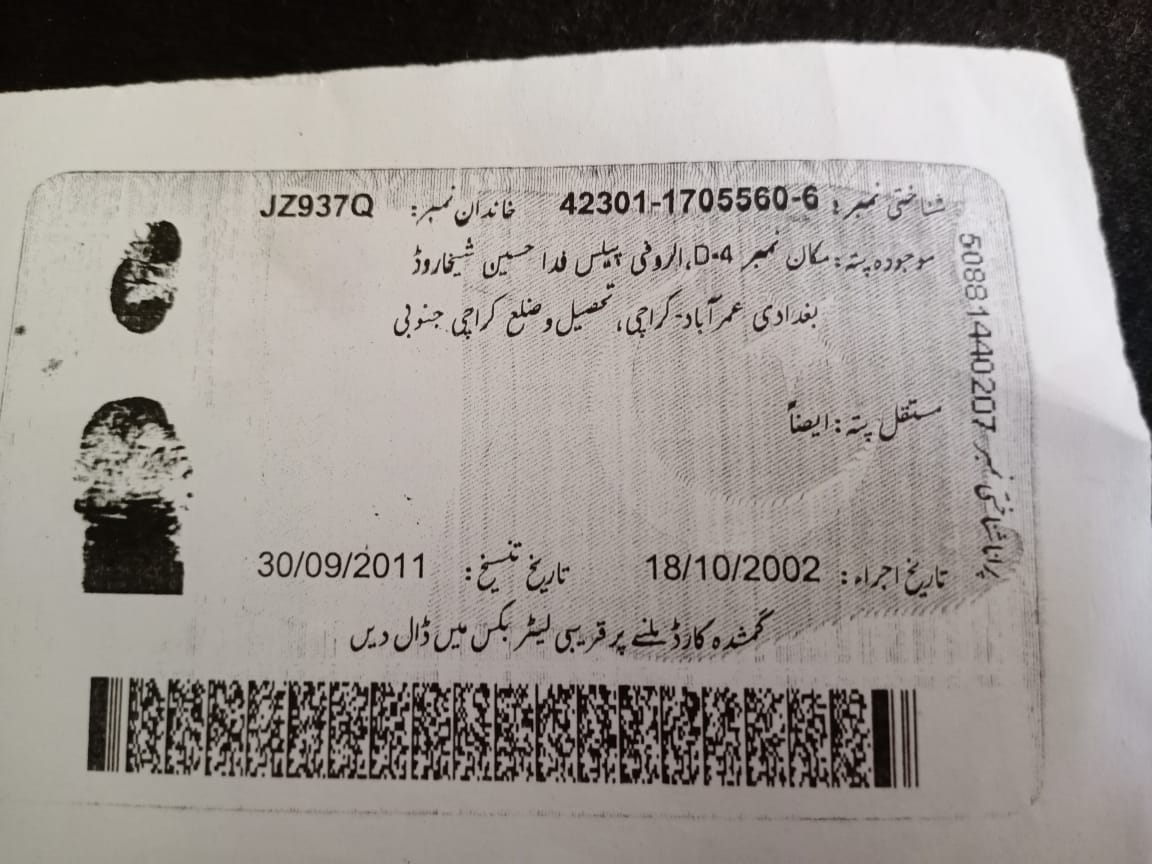 شناختی نمبر: 42301-1705560-6 خاندان نمبر: JZ937Q
موجودہ پتہ: مکان نمبر D-4، الروفی پیلس فدا حسین شیخا روڈ
بغدادی عمر آباد-کراچی، تحصیل و ضلع کراچی جنوبی
مستقل پتہ: ایضاً
تاریخ اجراء: 18/10/2002 تاریخ تنسیخ: 30/09/2011
گمشدہ کارڈ ملنے پر قریبی لیٹر بکس میں ڈال دیں
50881440207 پرانا شناختی نمبر